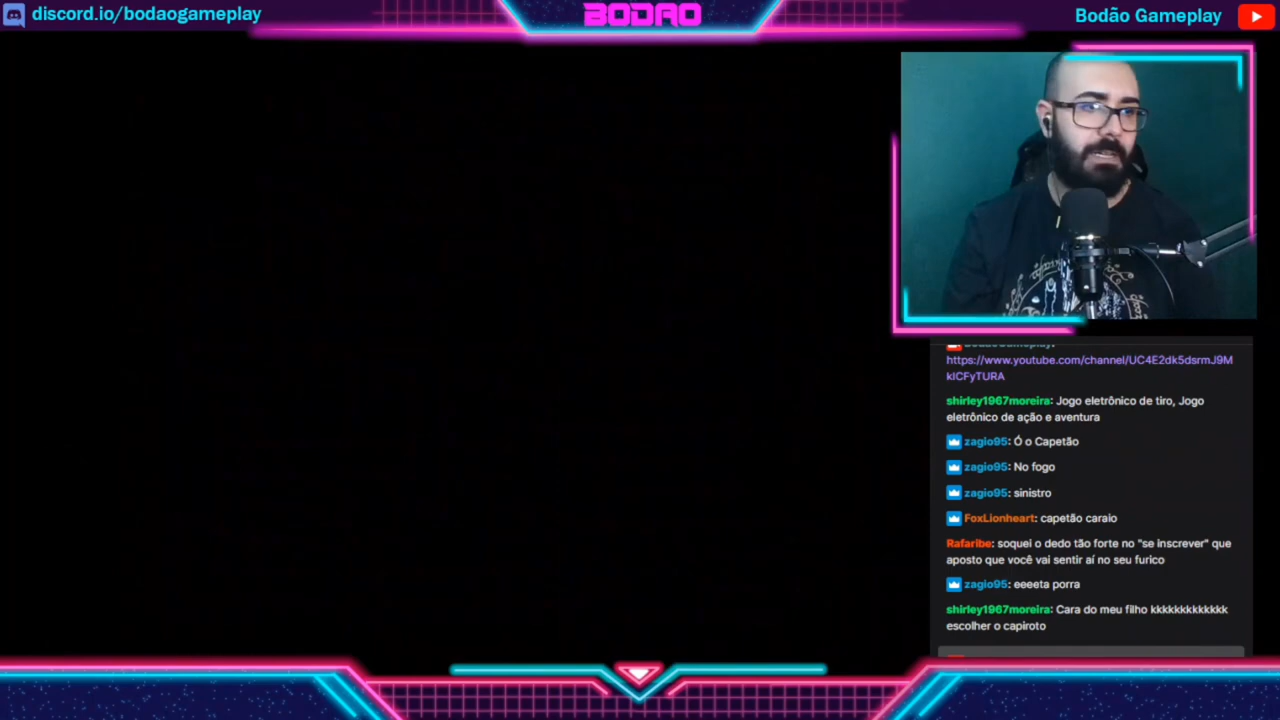 discord.io/bodaogameplay
BODAO
Bodão Gameplay
https://www.youtube.com/channel/UC4E2dk5dsrmJ9M
kICFyTURA
shirley1967moreira: Jogo eletrônico de tiro, Jogo
eletrônico de ação e aventura
zagio95: Ó o Capetão
zagio95: No fogo
zagio95: sinistro
FoxLionheart: capetão caraio
Rafaribe: soquei o dedo tão forte no "se inscrever" que
aposto que você vai sentir aí no seu furico
zagio95: eeeeta porra
shirley1967moreira: Cara do meu filho kkkkkkkkkkkkk
escolher o capiroto